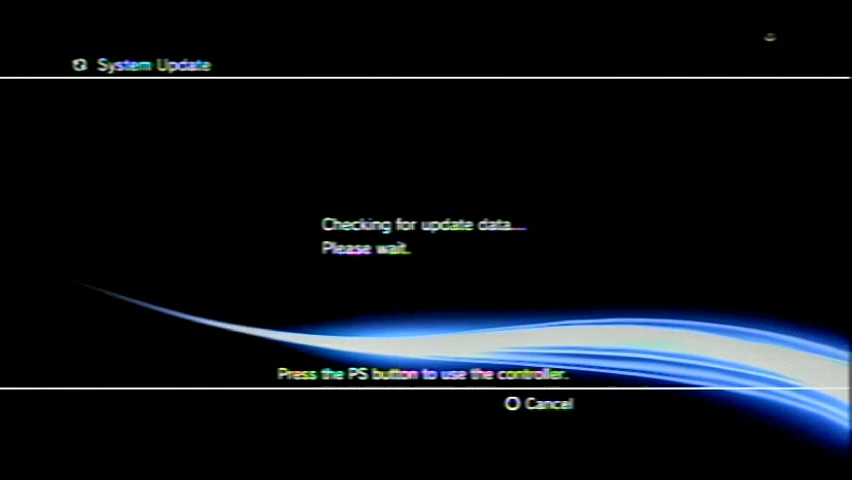 System Update
Checking for update data...
Please wait.
Press the PS button to use the controller.
Cancel